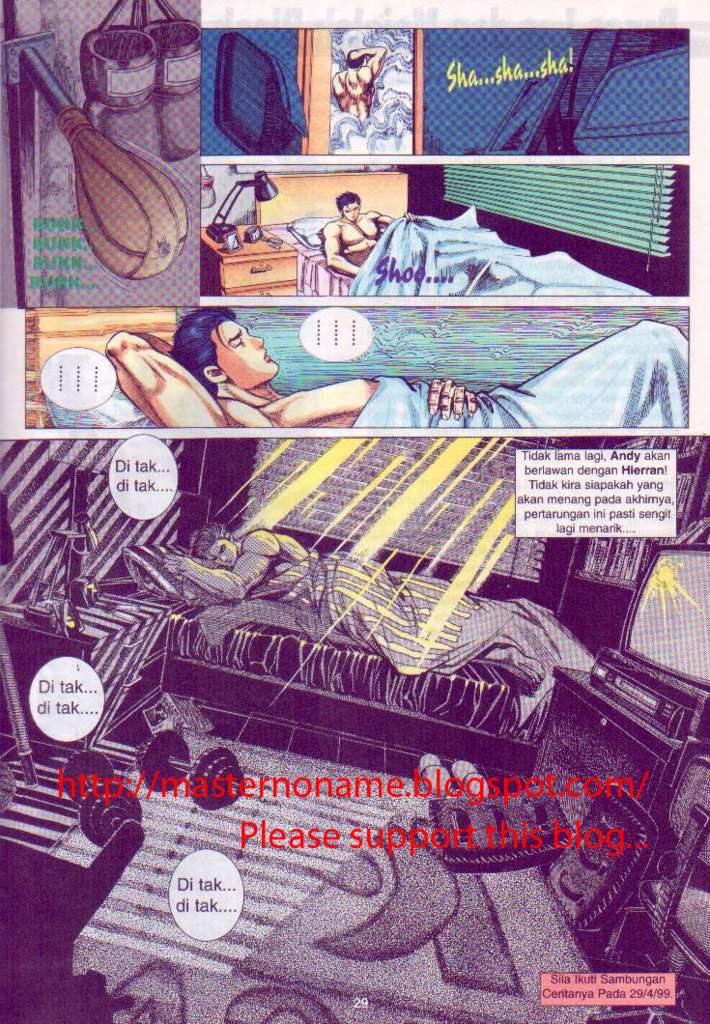 Sha...sha...sha!
BUKK...
BUKK...
BUKK...
BUKK...
Shoo....
Di tak...
di tak....
Tidak lama lagi, Andy akan
berlawan dengan Hierran!
Tidak kira siapakah yang
akan menang pada akhirnya,
pertarungan ini pasti sengit
lagi menarik....
Di tak...
di tak....
http://masternoname.blogspot.com/
Please support this blog...
Di tak...
di tak....
Sila Ikuti Sambungan
Ceritanya Pada 29/4/99.
29